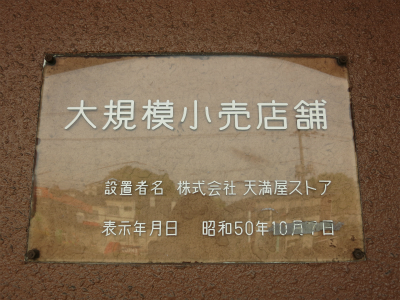 大規模小売店舗
設置者名 株式会社 天満屋ストア
表示年月日 昭和50年10月7日